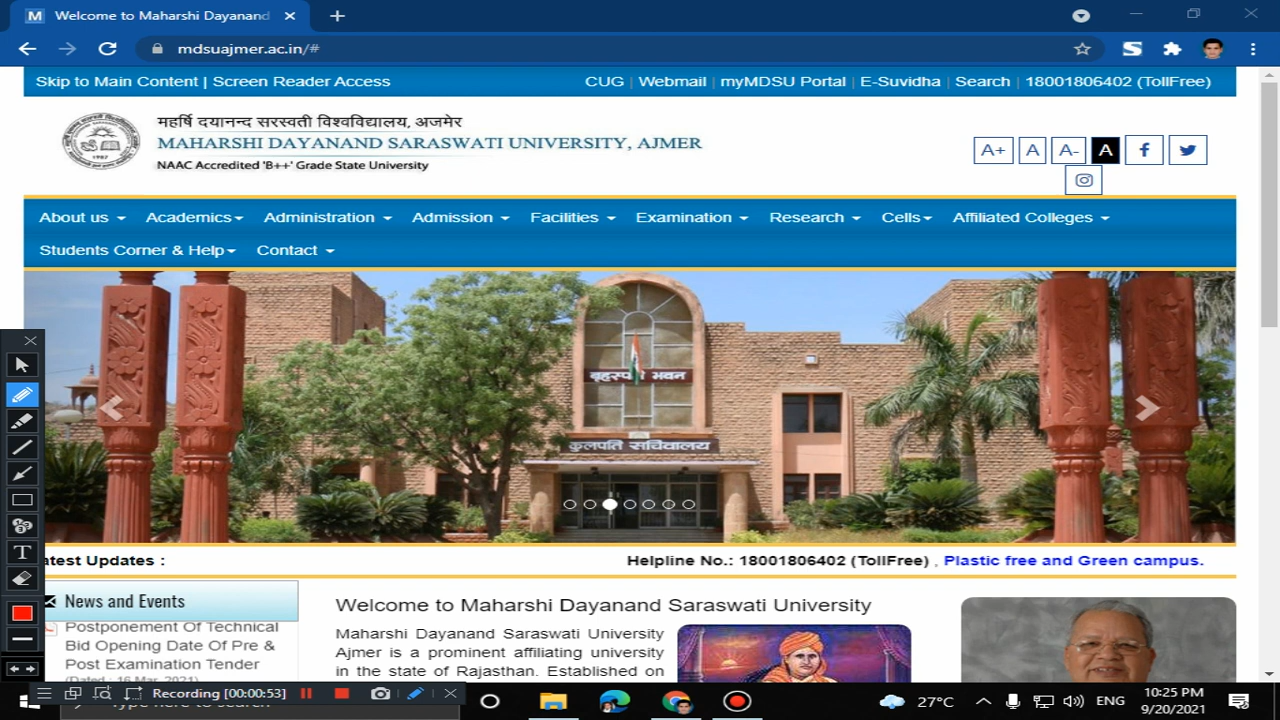 Welcome to Maharshi Dayanand
mdsuajmer.ac.in/#
Skip to Main Content | Screen Reader Access
CUG | Webmail | myMDSU Portal | E-Suvidha | Search | 18001806402 (TollFree)
महर्षि दयानन्द सरस्वती विश्वविद्यालय, अजमेर
MAHARSHI DAYANAND SARASWATI UNIVERSITY, AJMER
NAAC Accredited 'B++' Grade State University
1987
A+ A A- A
About us Academics Administration Admission Facilities Examination Research Cells Affiliated Colleges
Students Corner & Help Contact
बृहस्पति भवन
कुलपति सचिवालय
atest Updates :
Helpline No.: 18001806402 (TollFree) , Plastic free and Green campus.
News and Events
Postponement Of Technical
Bid Opening Date Of Pre &
Post Examination Tender
(Dated : 16 Mar, 2021)
Welcome to Maharshi Dayanand Saraswati University
Maharshi Dayanand Saraswati University
Ajmer is a prominent affiliating university
in the state of Rajasthan. Established on
T
Recording [00:00:53]
Type here to search
27°C
ENG
10:25 PM
9/20/2021